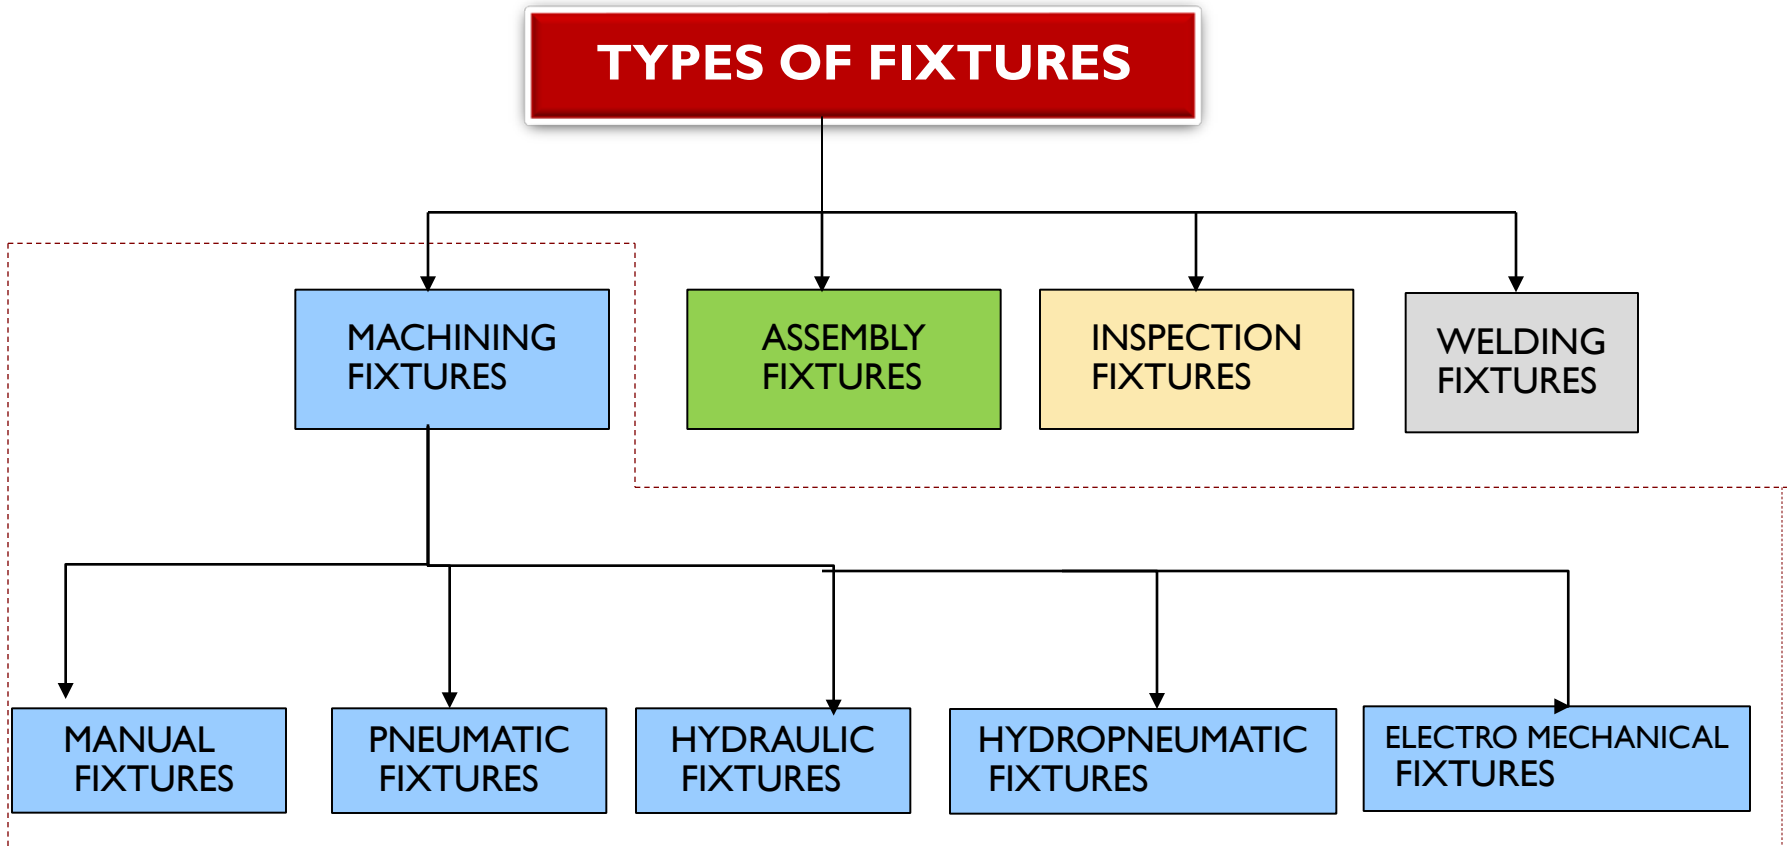 TYPES OF FIXTURES
MACHINING
FIXTURES
ASSEMBLY
FIXTURES
INSPECTION
FIXTURES
WELDING
FIXTURES
MANUAL
FIXTURES
PNEUMATIC
FIXTURES
HYDRAULIC
FIXTURES
HYDROPNEUMATIC
FIXTURES
ELECTRO MECHANICAL
FIXTURES